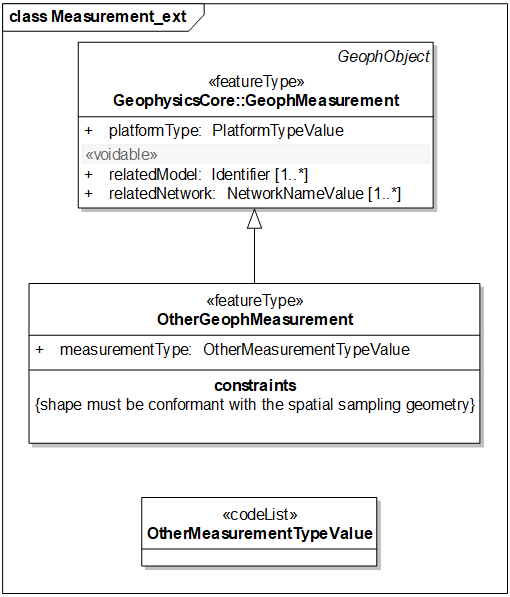 class Measurement_ext
GeophObject
«featureType»
GeophysicsCore::GeophMeasurement
+ platformType: PlatformTypeValue
«voidable»
+ relatedModel: Identifier [1..*]
+ relatedNetwork: NetworkNameValue [1..*]
«featureType»
OtherGeophMeasurement
+ measurementType: OtherMeasurementTypeValue
constraints
{shape must be conformant with the spatial sampling geometry}
«codeList»
OtherMeasurementTypeValue